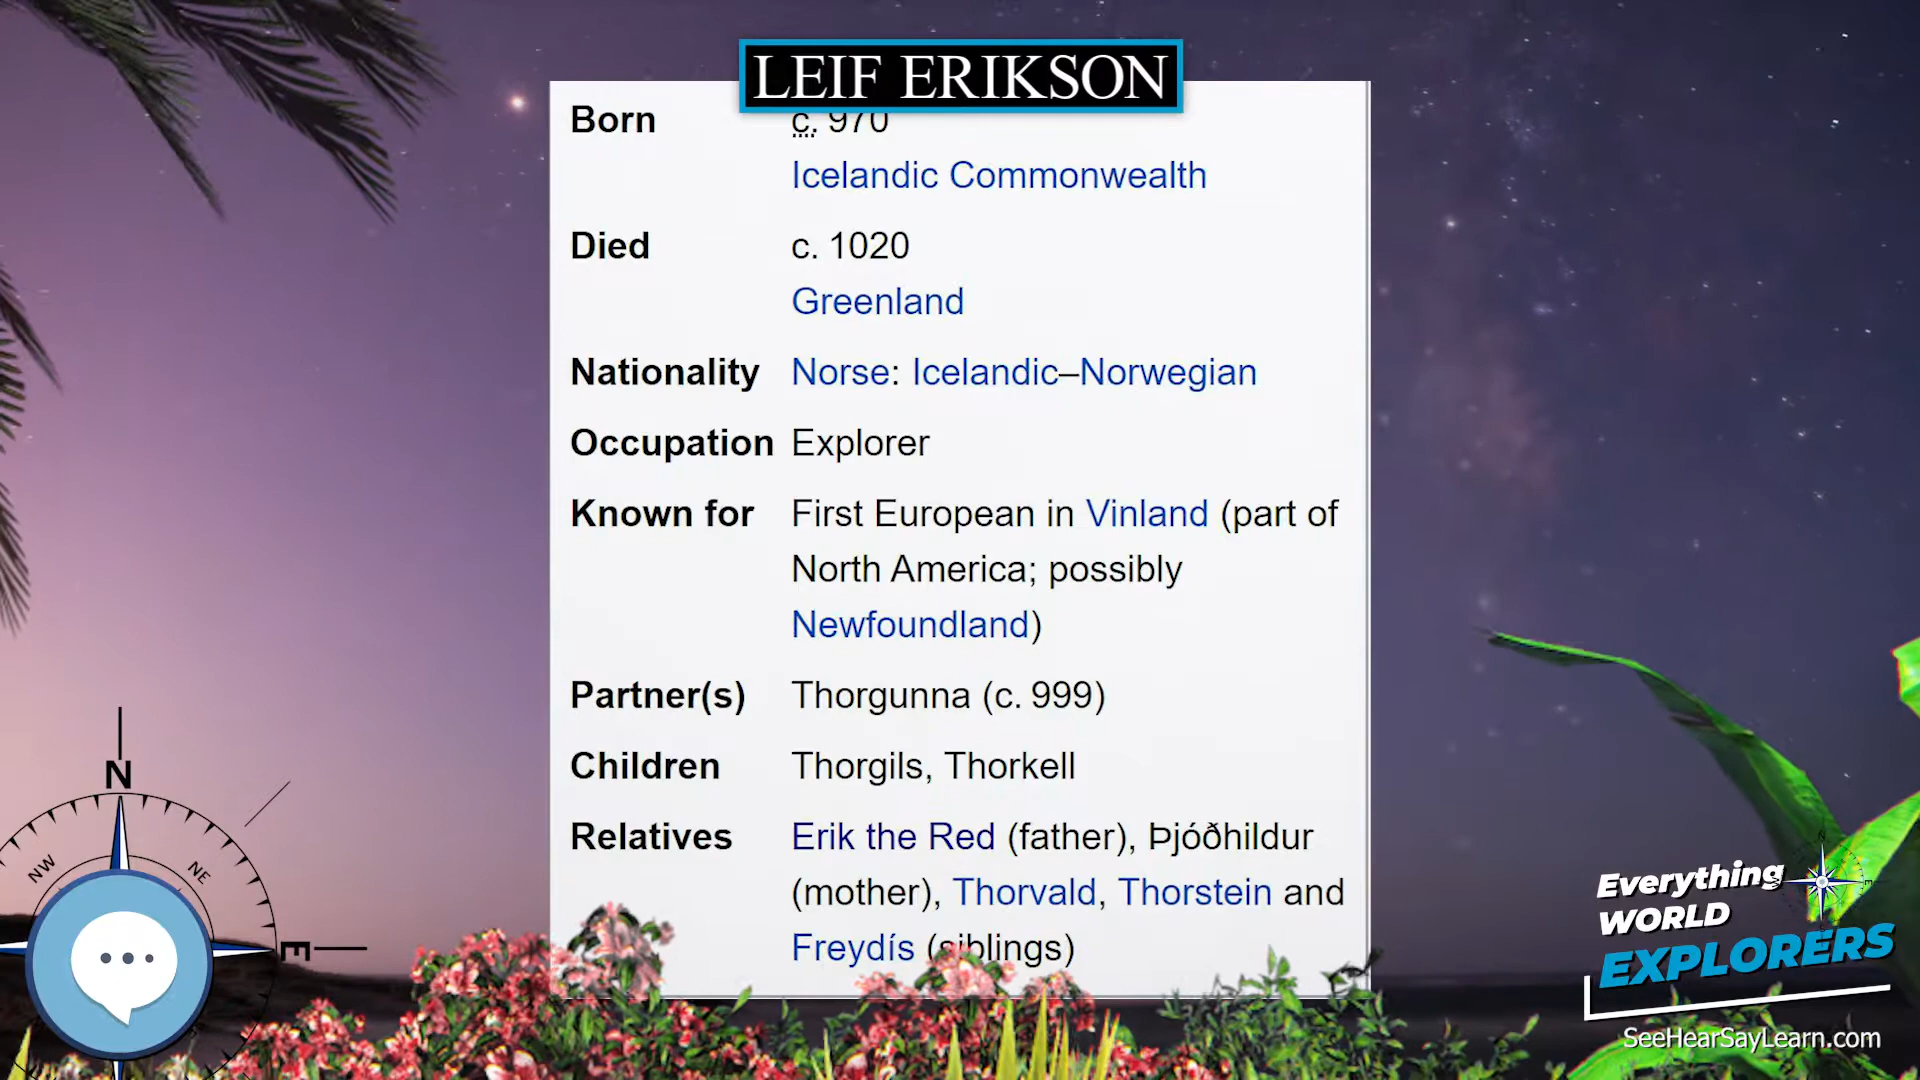 LEIF ERIKSON
Born c. 970
Icelandic Commonwealth
Died c. 1020
Greenland
Nationality Norse: Icelandic–Norwegian
Occupation Explorer
Known for First European in Vinland (part of
North America; possibly
Newfoundland)
Partner(s) Thorgunna (c. 999)
Children Thorgils, Thorkell
Relatives Erik the Red (father), Þjóðhildur
(mother), Thorvald, Thorstein and
Freydís (siblings)
N
NW
NE
E
Everything
WORLD
EXPLORERS
SeeHearSayLearn.com